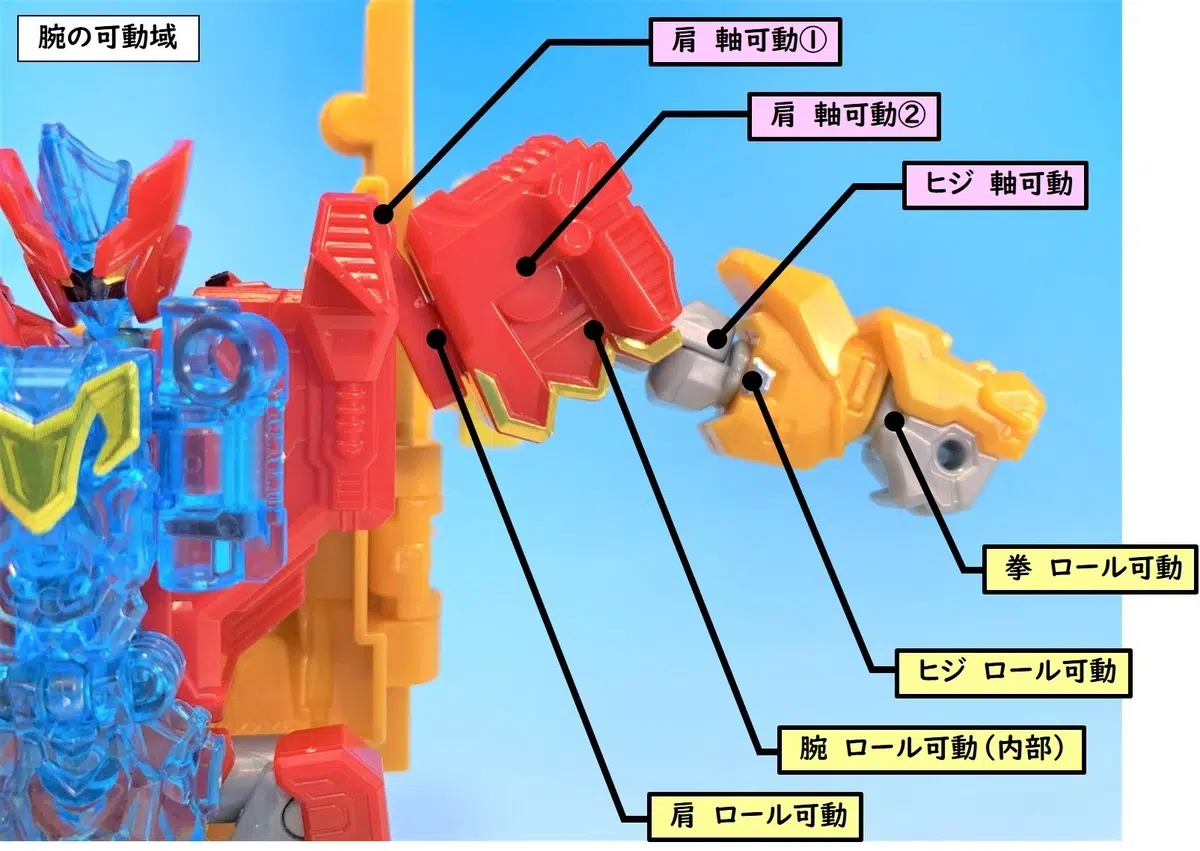 腕の可動域
肩 軸可動①
肩 軸可動②
ヒジ 軸可動
拳 ロール可動
ヒジ ロール可動
腕 ロール可動（内部）
肩 ロール可動